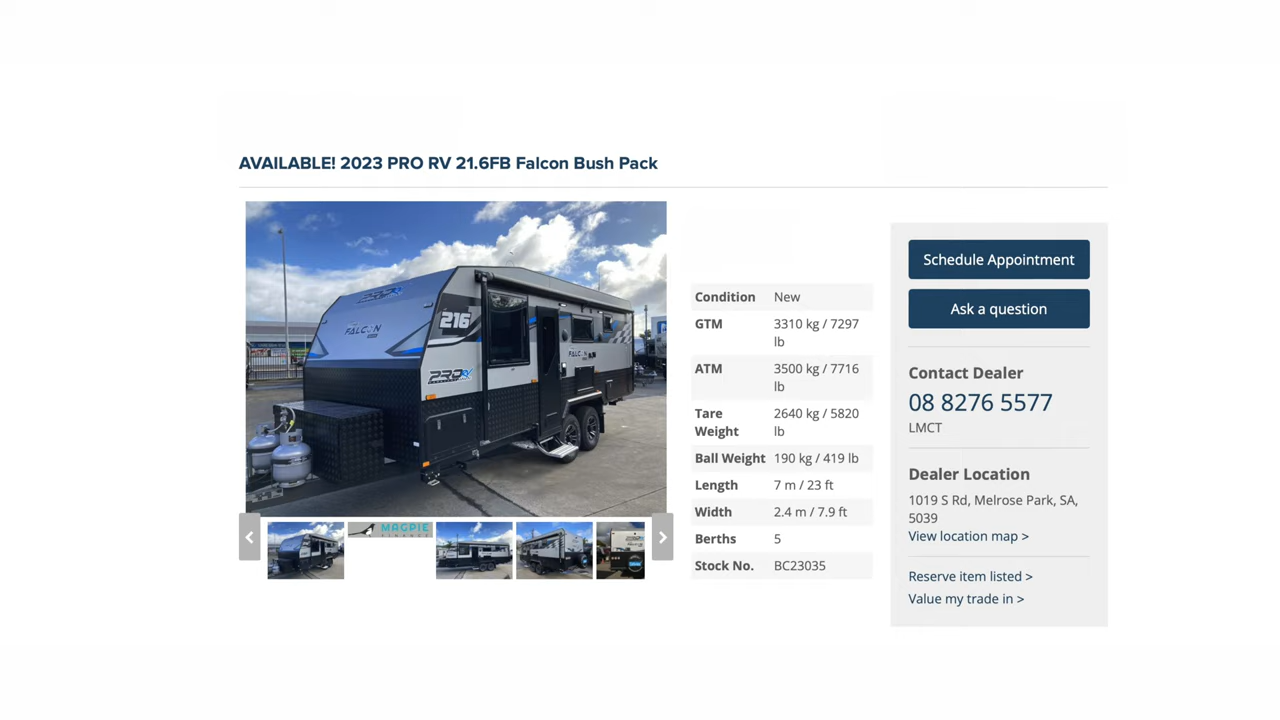 AVAILABLE! 2023 PRO RV 21.6FB Falcon Bush Pack
FALCON
216
PRO RV
FALCON
MAGPIE
FINANCE
Condition New
GTM 3310 kg / 7297
lb
ATM 3500 kg / 7716
lb
Tare 2640 kg / 5820
Weight lb
Ball Weight 190 kg / 419 lb
Length 7 m / 23 ft
Width 2.4 m / 7.9 ft
Berths 5
Stock No. BC23035
Schedule Appointment
Ask a question
Contact Dealer
08 8276 5577
LMCT
Dealer Location
1019 S Rd, Melrose Park, SA,
5039
View location map >
Reserve item listed >
Value my trade in >